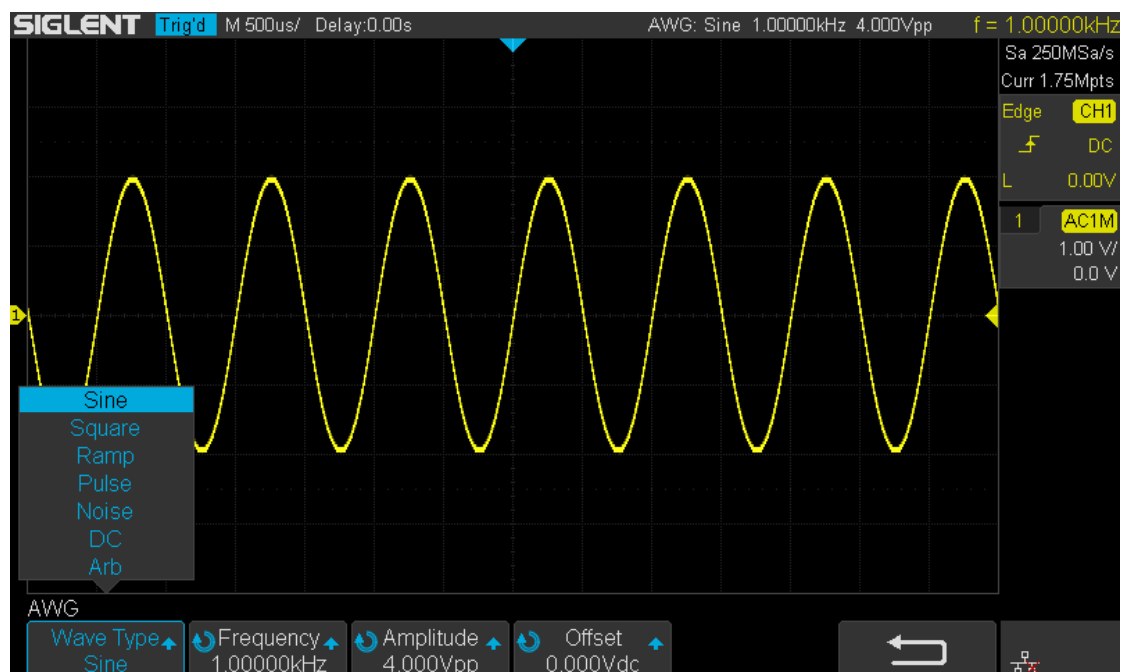 SIGLENT Trig'd M 500us/ Delay:0.00s AWG: Sine 1.00000kHz 4.000Vpp f = 1.00000kHz
Sa 250MSa/s
Curr 1.75Mpts
Edge CH1
DC
L 0.00V
1 AC1M
1.00 V/
0.0 V
1
Sine
Square
Ramp
Pulse
Noise
DC
Arb
AWG
Wave Type Frequency Amplitude Offset
Sine 1.00000kHz 4.000Vpp 0.000Vdc